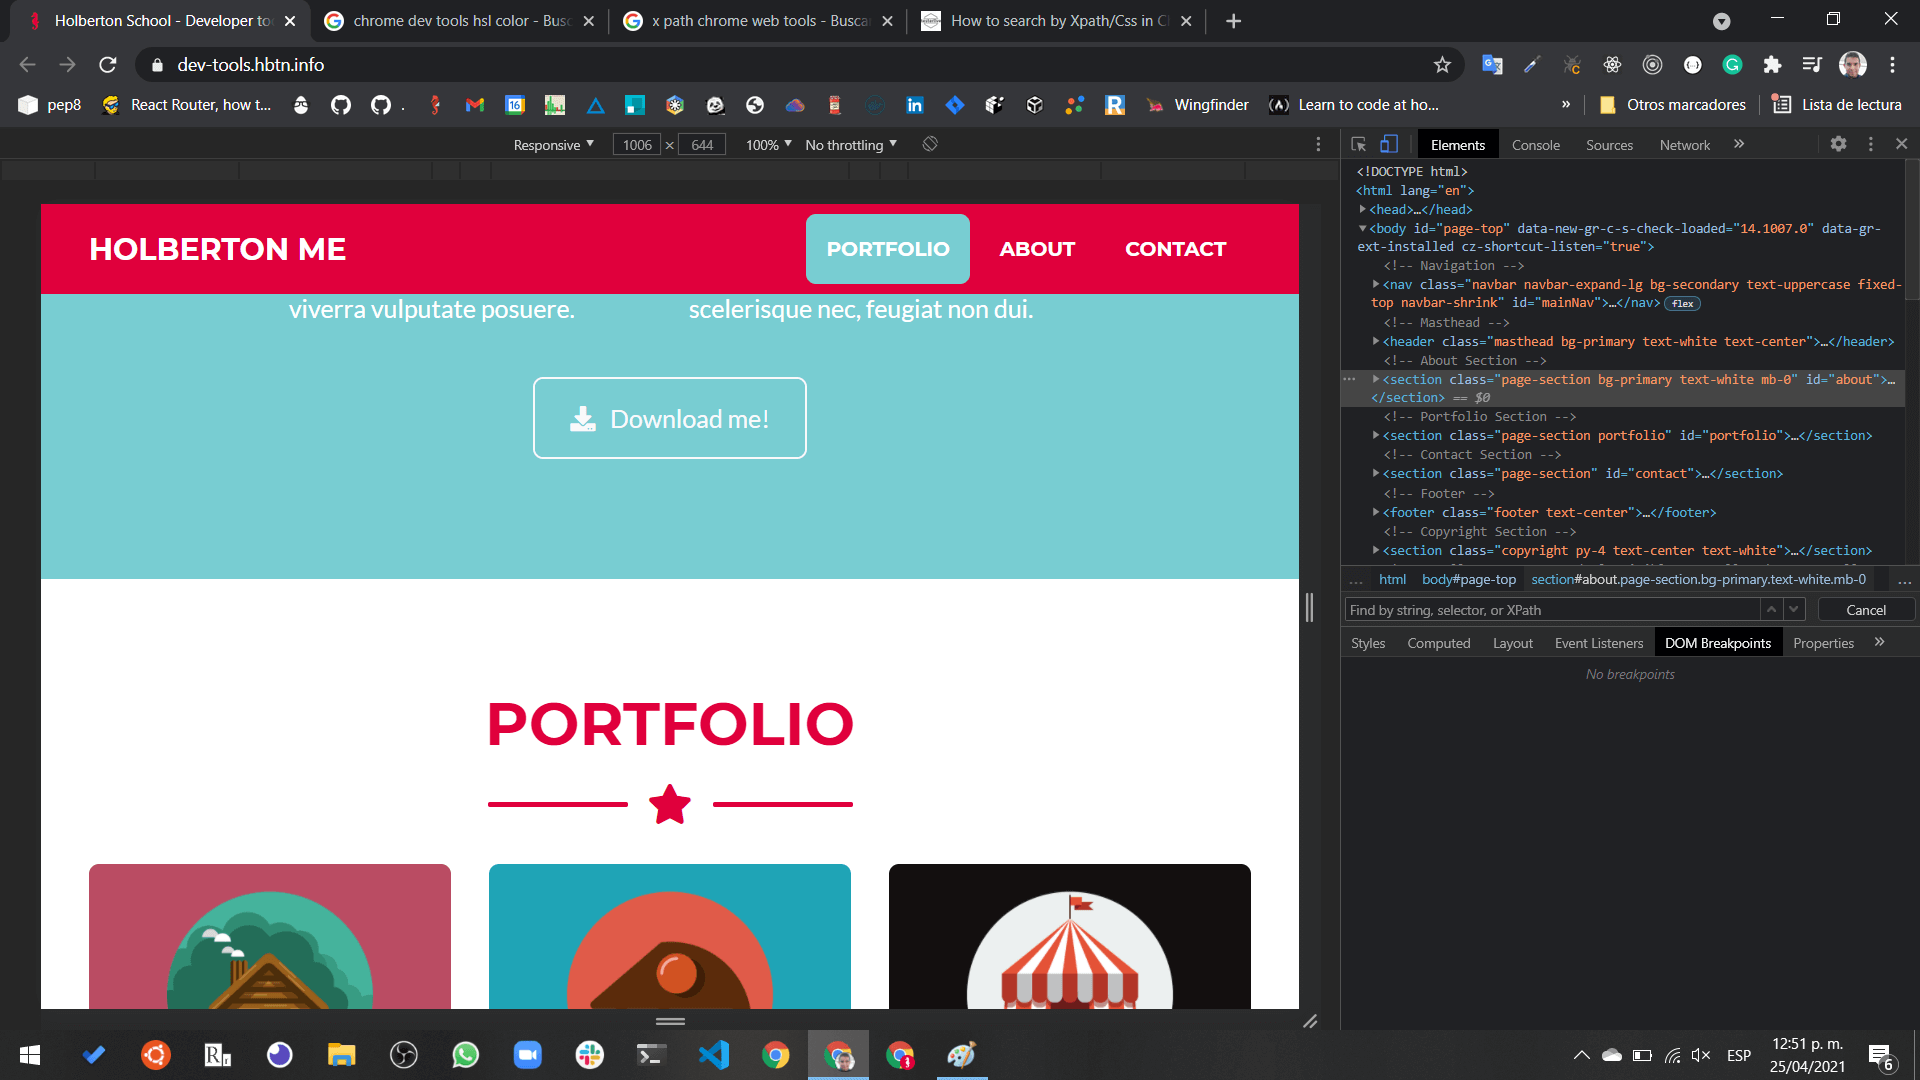 Holberton School - Developer too
chrome dev tools hsl color - Busc
x path chrome web tools - Busca
How to search by Xpath/Css in C
dev-tools.hbtn.info
pep8
React Router, how t...
.
16
Wingfinder
Learn to code at ho...
»
Otros marcadores
Lista de lectura
Responsive
1006
×
644
100%
No throttling
Elements
Console
Sources
Network
»
HOLBERTON ME
PORTFOLIO
ABOUT
CONTACT
viverra vulputate posuere.
scelerisque nec, feugiat non dui.
Download me!
PORTFOLIO
<!DOCTYPE html>
<html lang="en">
<head>…</head>
<body id="page-top" data-new-gr-c-s-check-loaded="14.1007.0" data-gr-
ext-installed cz-shortcut-listen="true">
<!-- Navigation -->
<nav class="navbar navbar-expand-lg bg-secondary text-uppercase fixed-
top navbar-shrink" id="mainNav">…</nav> flex
<!-- Masthead -->
<header class="masthead bg-primary text-white text-center">…</header>
<!-- About Section -->
<section class="page-section bg-primary text-white mb-0" id="about">…
</section> == $0
<!-- Portfolio Section -->
<section class="page-section portfolio" id="portfolio">…</section>
<!-- Contact Section -->
<section class="page-section" id="contact">…</section>
<!-- Footer -->
<footer class="footer text-center">…</footer>
<!-- Copyright Section -->
<section class="copyright py-4 text-center text-white">…</section>
... html body#page-top section#about.page-section.bg-primary.text-white.mb-0 ...
Find by string, selector, or XPath
Cancel
Styles
Computed
Layout
Event Listeners
DOM Breakpoints
Properties
»
No breakpoints
ESP
12:51 p. m.
25/04/2021
6